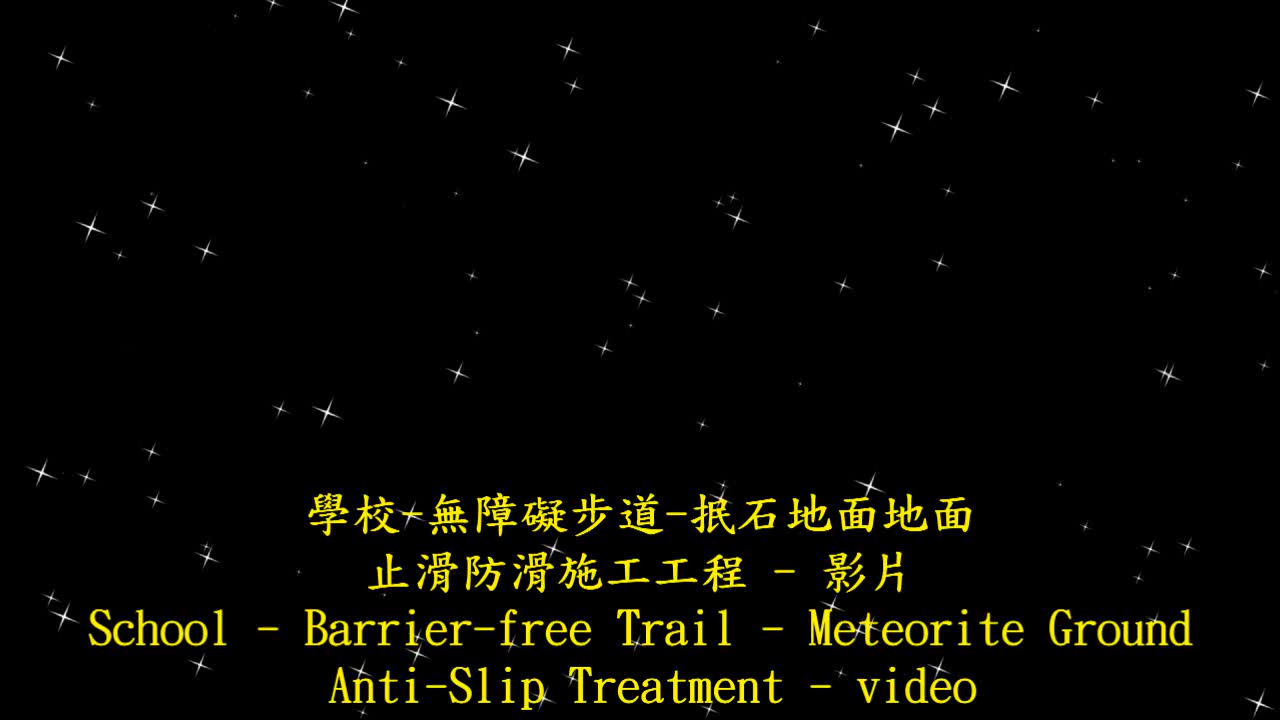 學校-無障礙步道-抿石地面地面
止滑防滑施工工程 - 影片
School - Barrier-free Trail - Meteorite Ground
Anti-Slip Treatment - video